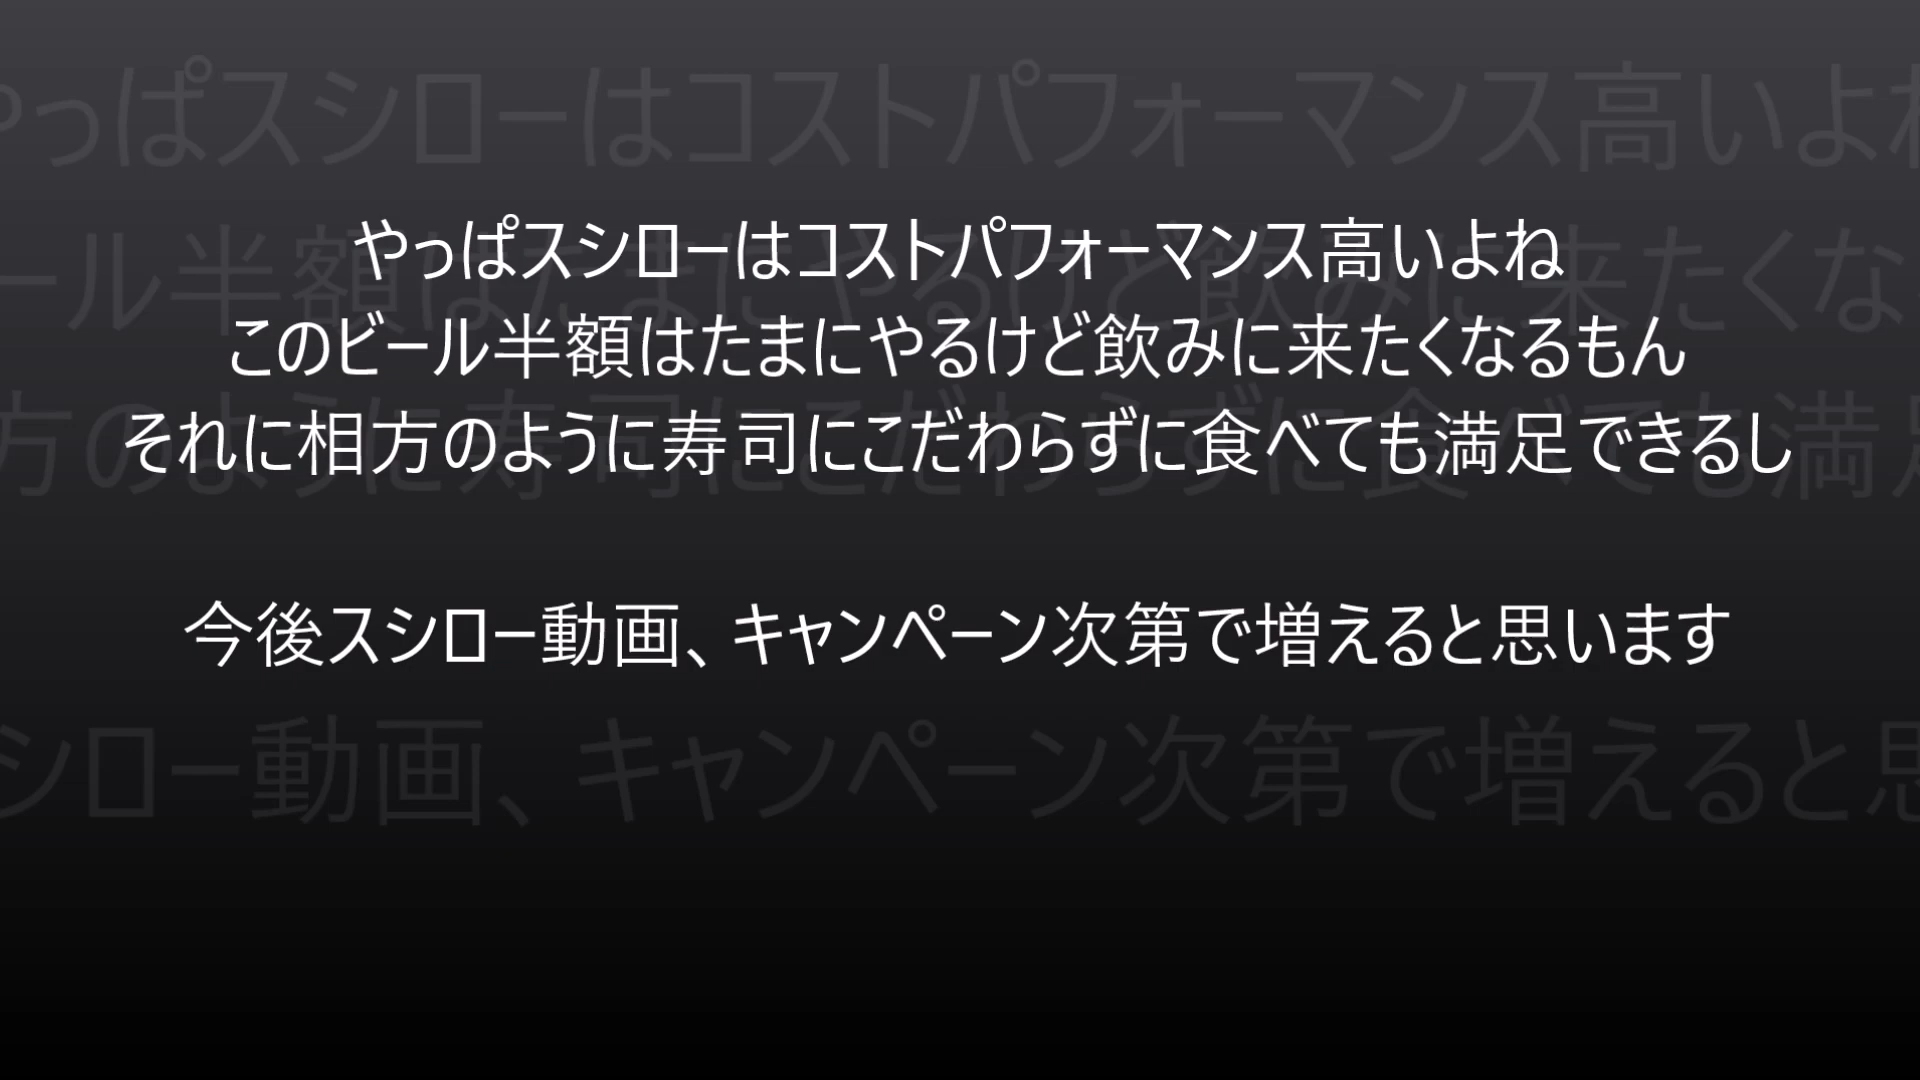 やっぱスシローはコストパフォーマンス高いよね
このビール半額はたまにやるけど飲みに来たくなるもん
それに相方のように寿司にこだわらずに食べても満足できるし
今後スシロー動画、キャンペーン次第で増えると思います